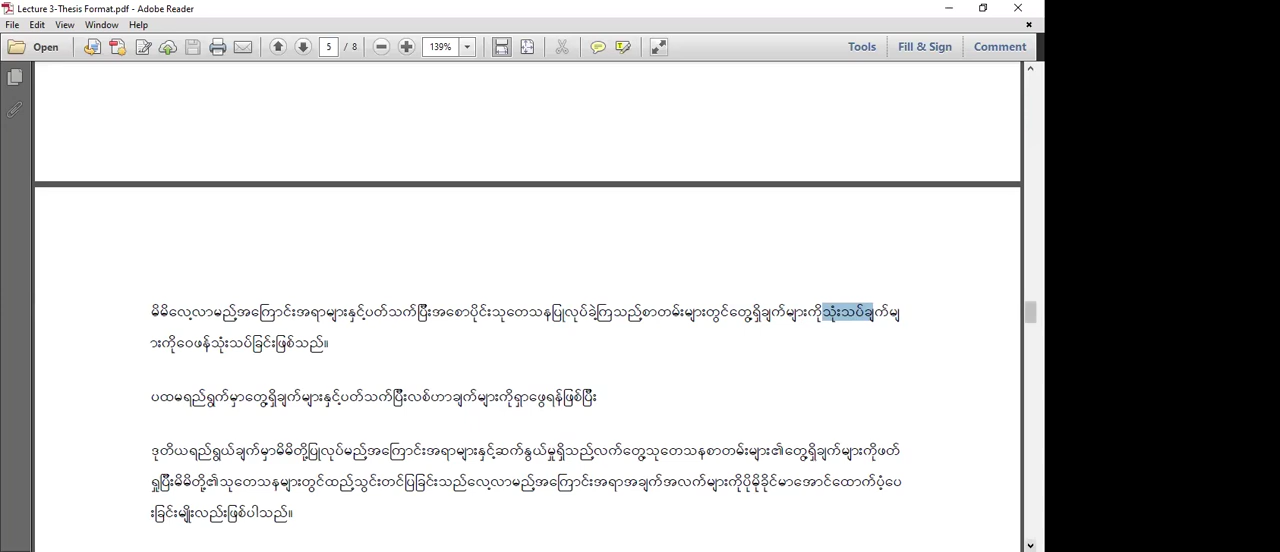 Lecture 3-Thesis Format.pdf - Adobe Reader
File Edit View Window Help
Open 5 / 8 139% Tools Fill & Sign Comment
မိမိလေ့လာမည့်အကြောင်းအရာများနှင့်ပတ်သက်ပြီးအစောပိုင်းသုတေသနပြုလုပ်ခဲ့ကြသည့်စာတမ်းများတွင်တွေ့ရှိချက်များကိုသုံးသပ်ချက်မျ
ားကိုဝေဖန်သုံးသပ်ခြင်းဖြစ်သည်။
ပထမရည်ရွက်မှာတွေ့ရှိချက်များနှင့်ပတ်သက်ပြီးလစ်ဟာချက်များကိုရှာဖွေရန်ဖြစ်ပြီး
ဒုတိယရည်ရွယ်ချက်မှာမိမိတို့ပြုလုပ်မည့်အကြောင်းအရာများနှင့်ဆက်နွယ်မှုရှိသည့်လက်တွေ့သုတေသနစာတမ်းများ၏တွေ့ရှိချက်များကိုဖတ်
ရှုပြီးမိမိတို့၏သုတေသနများတွင်ထည့်သွင်းတင်ပြခြင်းသည်လေ့လာမည့်အကြောင်းအရာအချက်အလက်များကိုပိုမိုခိုင်မာအောင်ထောက်ပံ့ပေ
းခြင်းမျိုးလည်းဖြစ်ပါသည်။